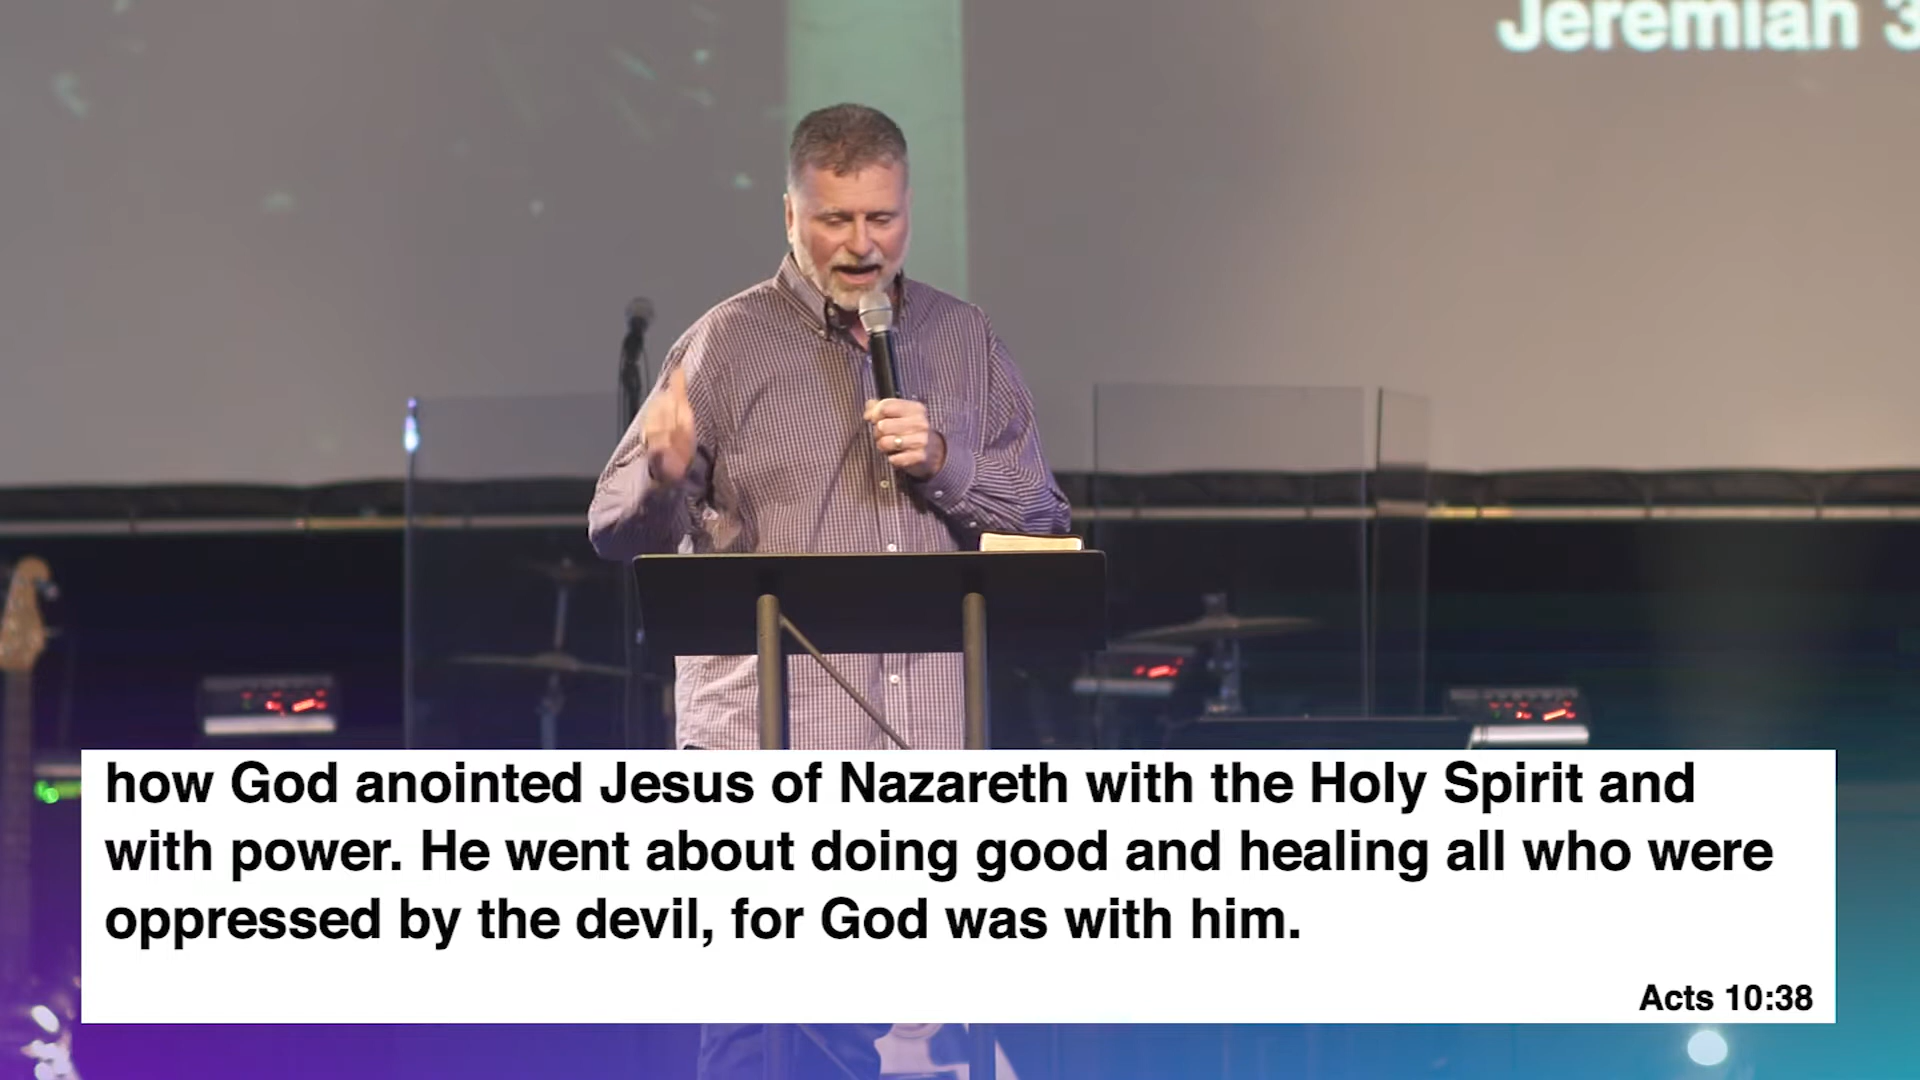 Jeremiah 3
how God anointed Jesus of Nazareth with the Holy Spirit and
with power. He went about doing good and healing all who were
oppressed by the devil, for God was with him.
Acts 10:38